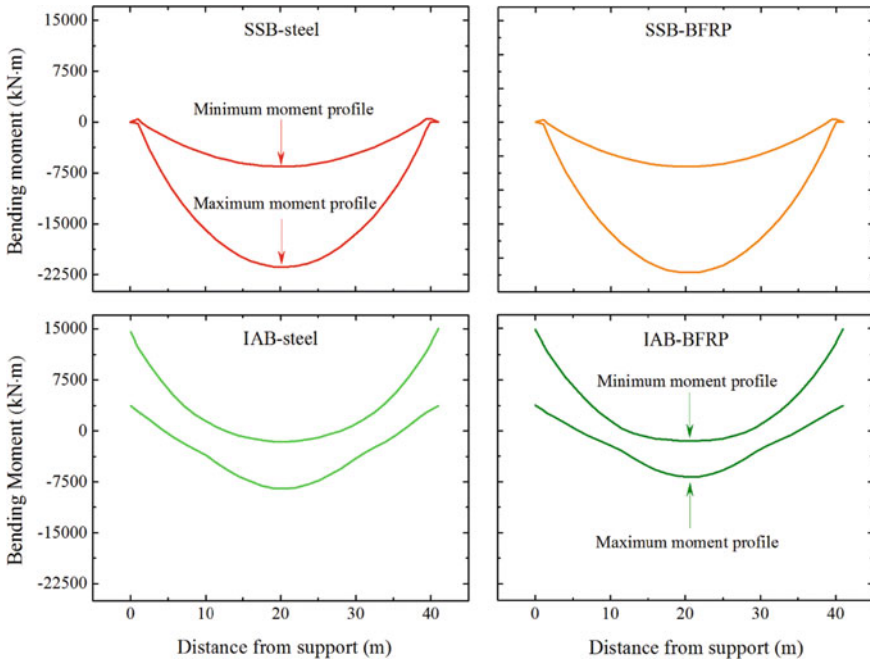 SSB-steel
SSB-BFRP
Bending moment (kN·m)
15000
7500
0
-7500
-15000
-22500
Minimum moment profile
Maximum moment profile
IAB-steel
IAB-BFRP
Bending Moment (kN·m)
15000
7500
0
-7500
-15000
-22500
Minimum moment profile
Maximum moment profile
0 10 20 30 40
0 10 20 30 40
Distance from support (m)
Distance from support (m)